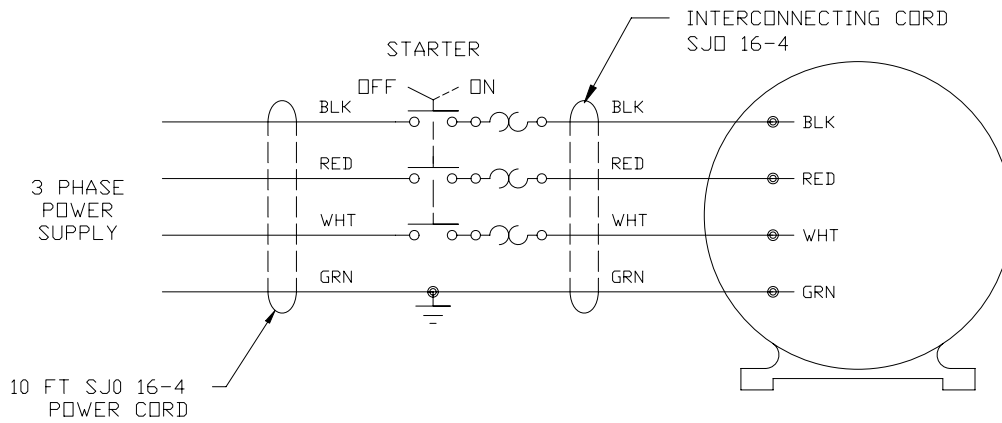 INTERCONNECTING CORD
SJO 16-4
STARTER
OFF ON
BLK BLK BLK
RED RED RED
3 PHASE
POWER
SUPPLY
WHT WHT WHT
GRN GRN GRN
10 FT SJO 16-4
POWER CORD